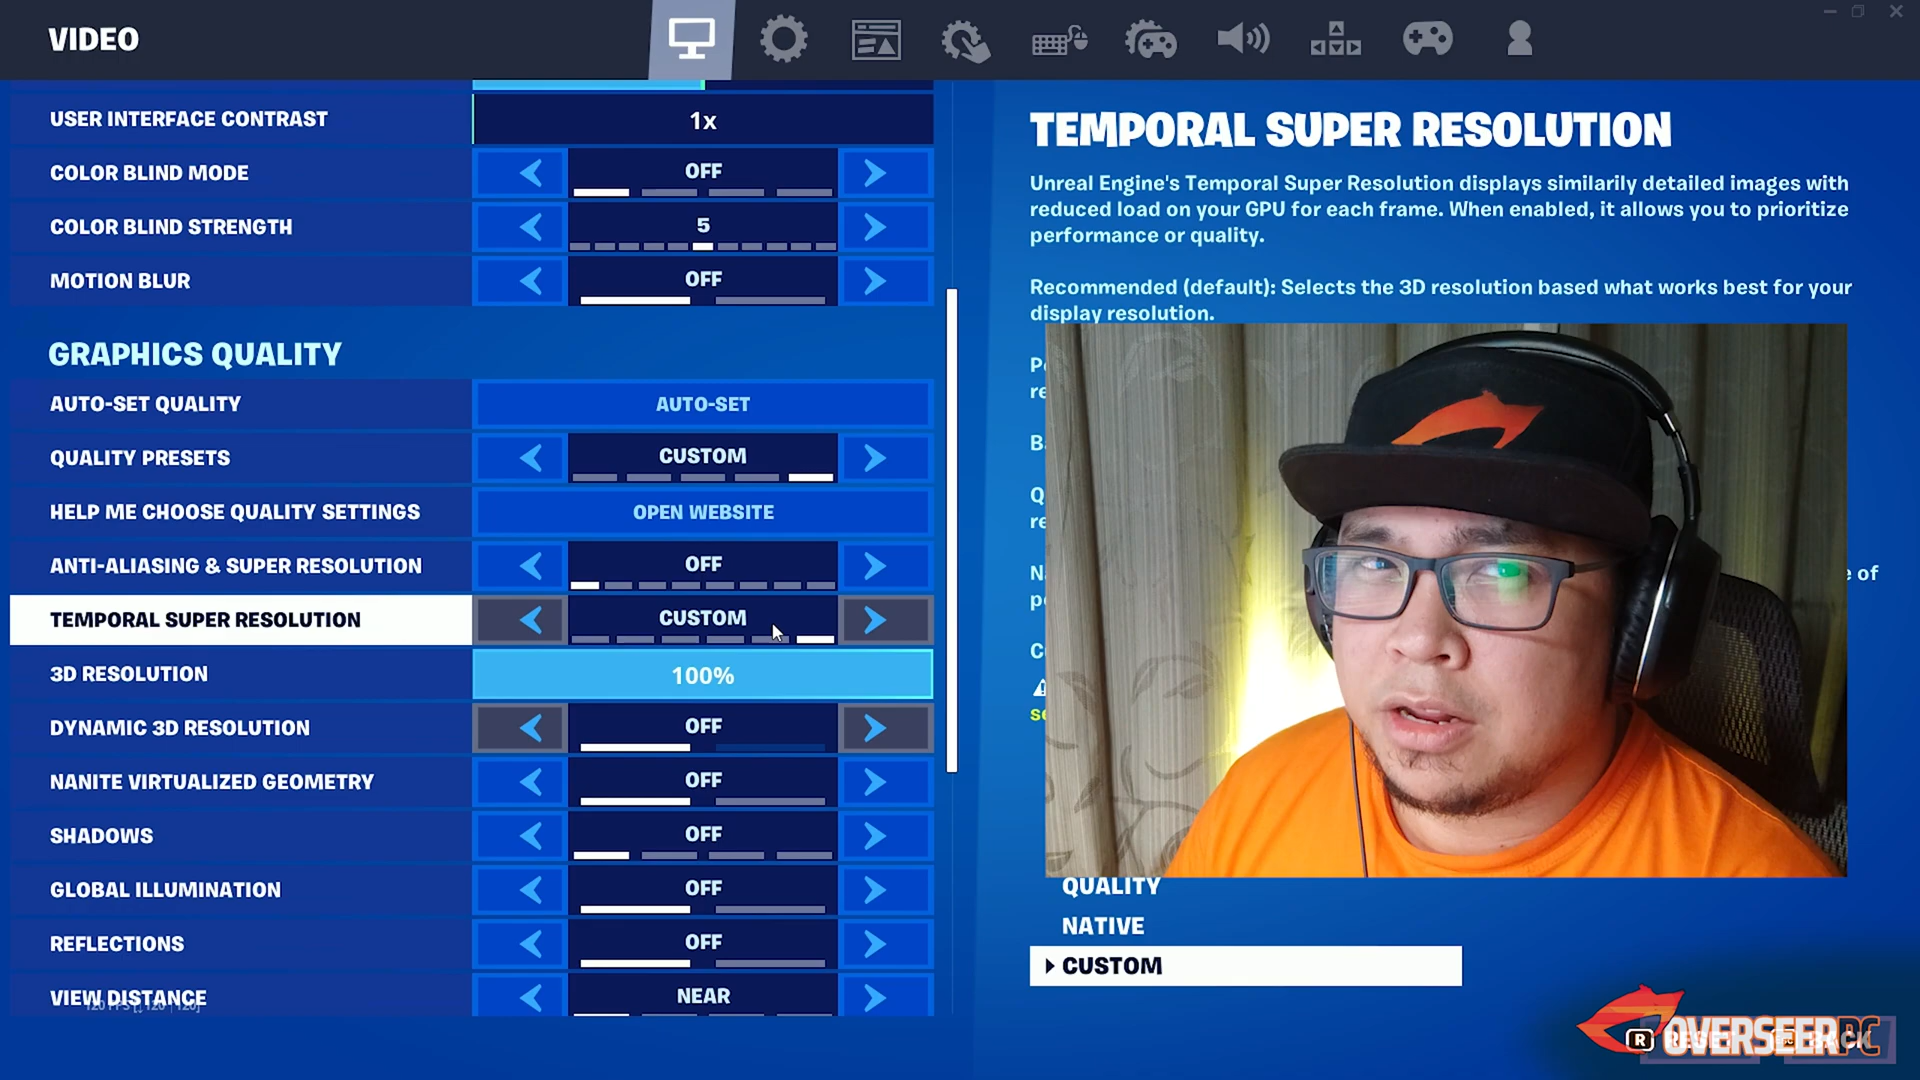 VIDEO
USER INTERFACE CONTRAST
1x
COLOR BLIND MODE
OFF
COLOR BLIND STRENGTH
5
MOTION BLUR
OFF
GRAPHICS QUALITY
AUTO-SET QUALITY
AUTO-SET
QUALITY PRESETS
CUSTOM
HELP ME CHOOSE QUALITY SETTINGS
OPEN WEBSITE
ANTI-ALIASING & SUPER RESOLUTION
OFF
TEMPORAL SUPER RESOLUTION
CUSTOM
3D RESOLUTION
100%
DYNAMIC 3D RESOLUTION
OFF
NANITE VIRTUALIZED GEOMETRY
OFF
SHADOWS
OFF
GLOBAL ILLUMINATION
OFF
REFLECTIONS
OFF
VIEW DISTANCE
NEAR
TEMPORAL SUPER RESOLUTION
Unreal Engine's Temporal Super Resolution displays similarily detailed images with
reduced load on your GPU for each frame. When enabled, it allows you to prioritize
performance or quality.
Recommended (default): Selects the 3D resolution based what works best for your
display resolution.
of
QUALITY
NATIVE
CUSTOM
R
OVERSEERPC